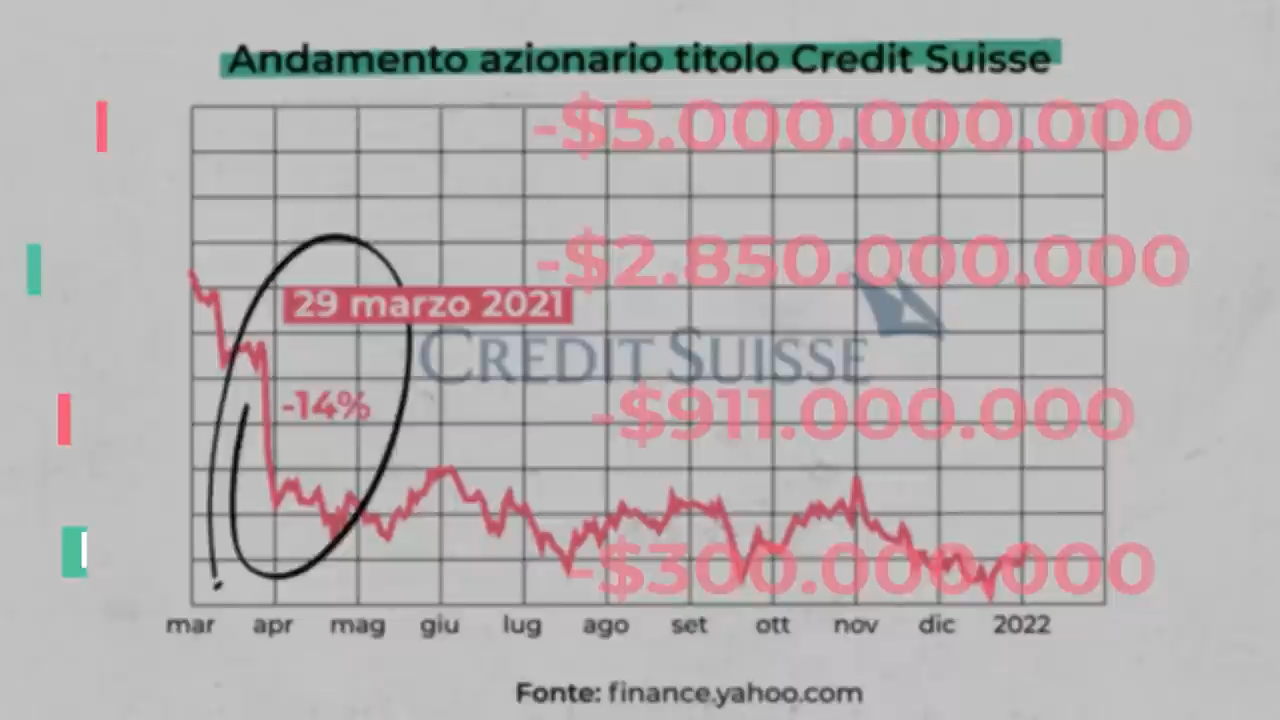 Andamento azionario titolo Credit Suisse
-$5.000.000.000
-$2.850.000.000
29 marzo 2021
CREDIT SUISSE
-14%
-$911.000.000
-$300.000.000
mar apr mag giu lug ago set ott nov dic 2022
Fonte: finance.yahoo.com